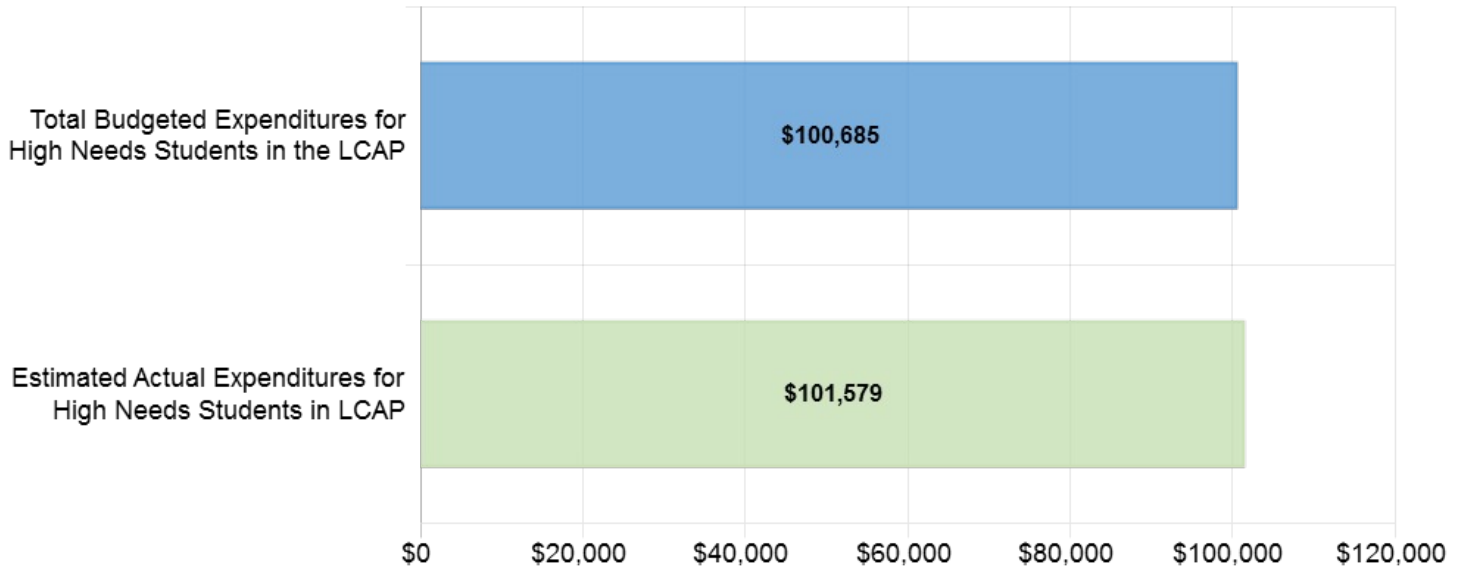 Total Budgeted Expenditures for
High Needs Students in the LCAP
$100,685
Estimated Actual Expenditures for
High Needs Students in LCAP
$101,579
$0 $20,000 $40,000 $60,000 $80,000 $100,000 $120,000